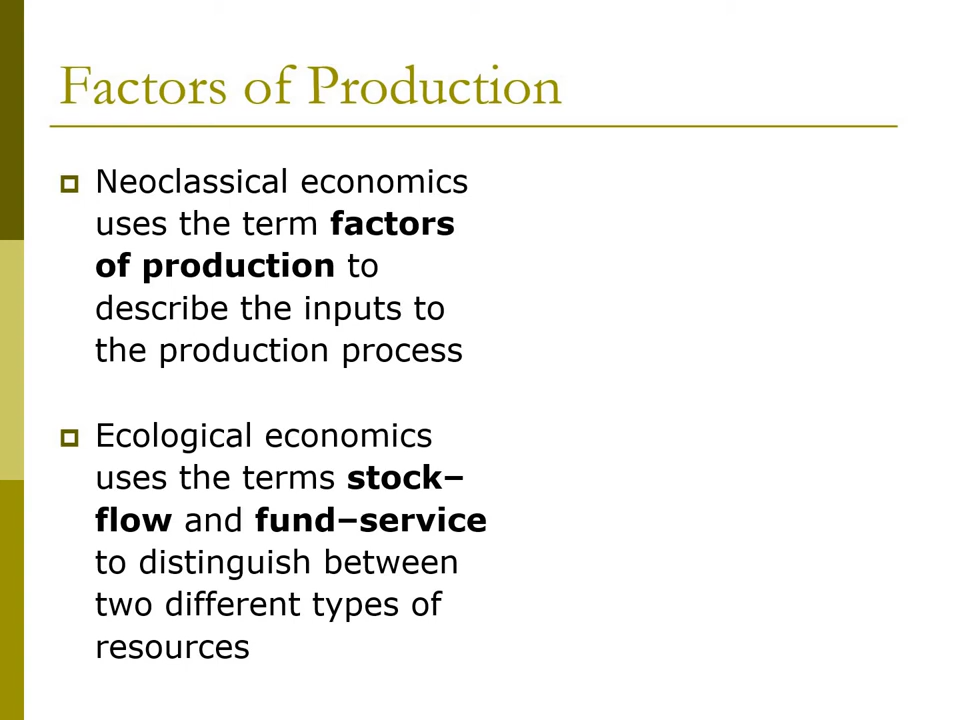 Factors of Production
Neoclassical economics
uses the term factors
of production to
describe the inputs to
the production process
Ecological economics
uses the terms stock–
flow and fund–service
to distinguish between
two different types of
resources